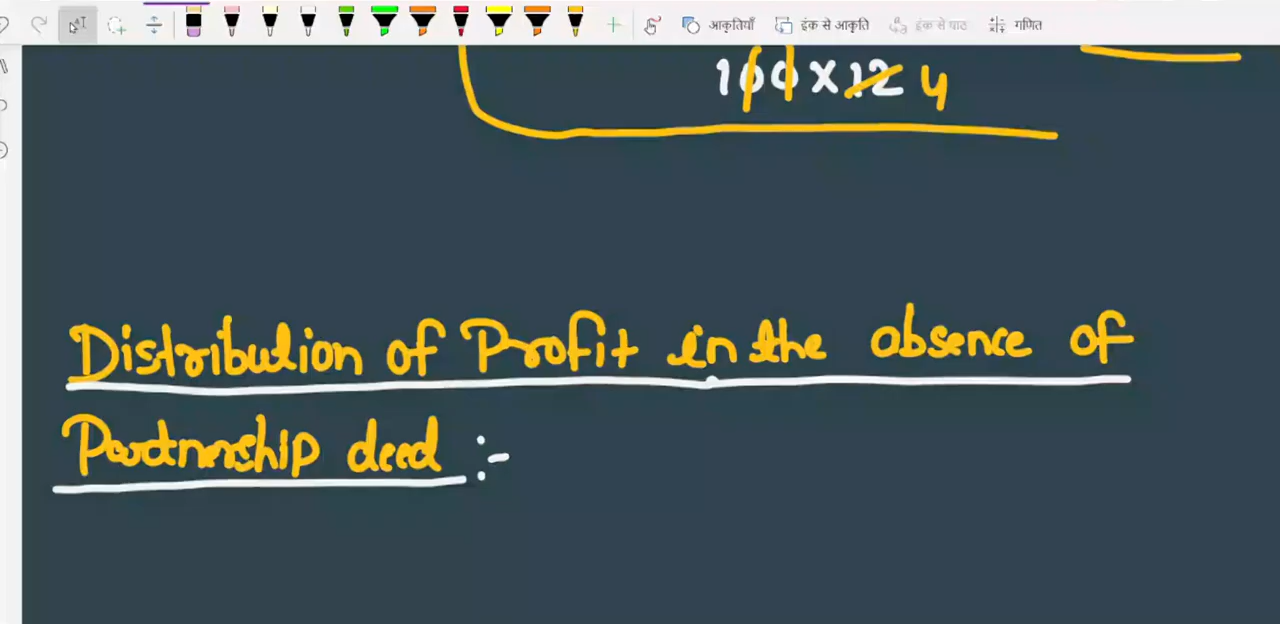 आकृतियाँ इंक से आकृति इंक से पाठ गणित
100 X 12 4
Distribution of Profit in the absence of
Partnership deed :-